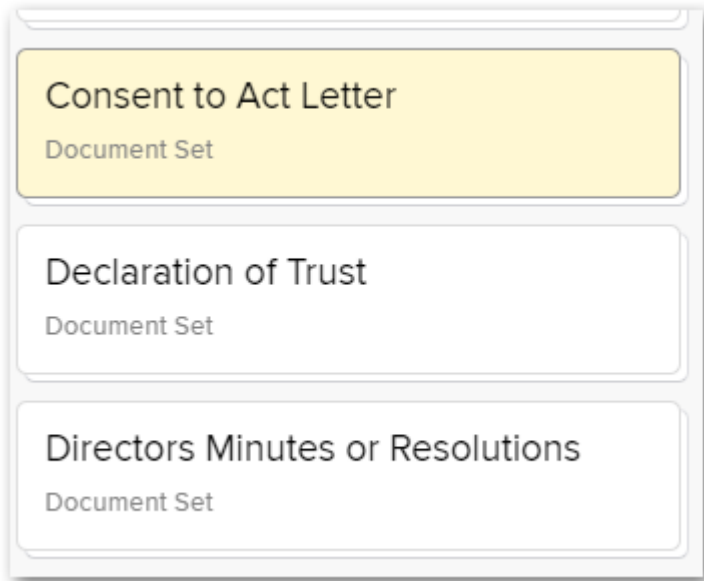 Consent to Act Letter
Document Set
Declaration of Trust
Document Set
Directors Minutes or Resolutions
Document Set